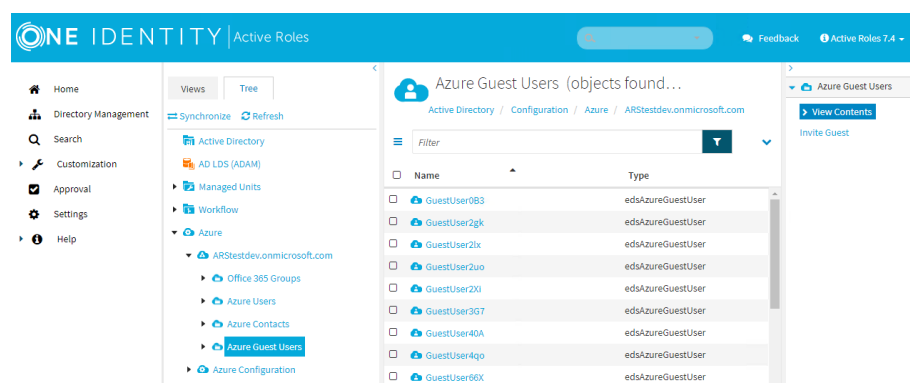 ONE IDENTITY | Active Roles
Feedback
Active Roles 7.4
Home
Directory Management
Search
Customization
Approval
Settings
Help
Views
Tree
Synchronize
Refresh
Active Directory
AD LDS (ADAM)
Managed Units
Workflow
Azure
ARStestdev.onmicrosoft.com
Office 365 Groups
Azure Users
Azure Contacts
Azure Guest Users
Azure Configuration
Azure Guest Users (objects found...
Active Directory / Configuration / Azure / ARStestdev.onmicrosoft.com
Filter
Name Type
GuestUser0B3 edsAzureGuestUser
GuestUser2gk edsAzureGuestUser
GuestUser2lx edsAzureGuestUser
GuestUser2uo edsAzureGuestUser
GuestUser2Xi edsAzureGuestUser
GuestUser3G7 edsAzureGuestUser
GuestUser40A edsAzureGuestUser
GuestUser4qo edsAzureGuestUser
GuestUser66X edsAzureGuestUser
Azure Guest Users
View Contents
Invite Guest